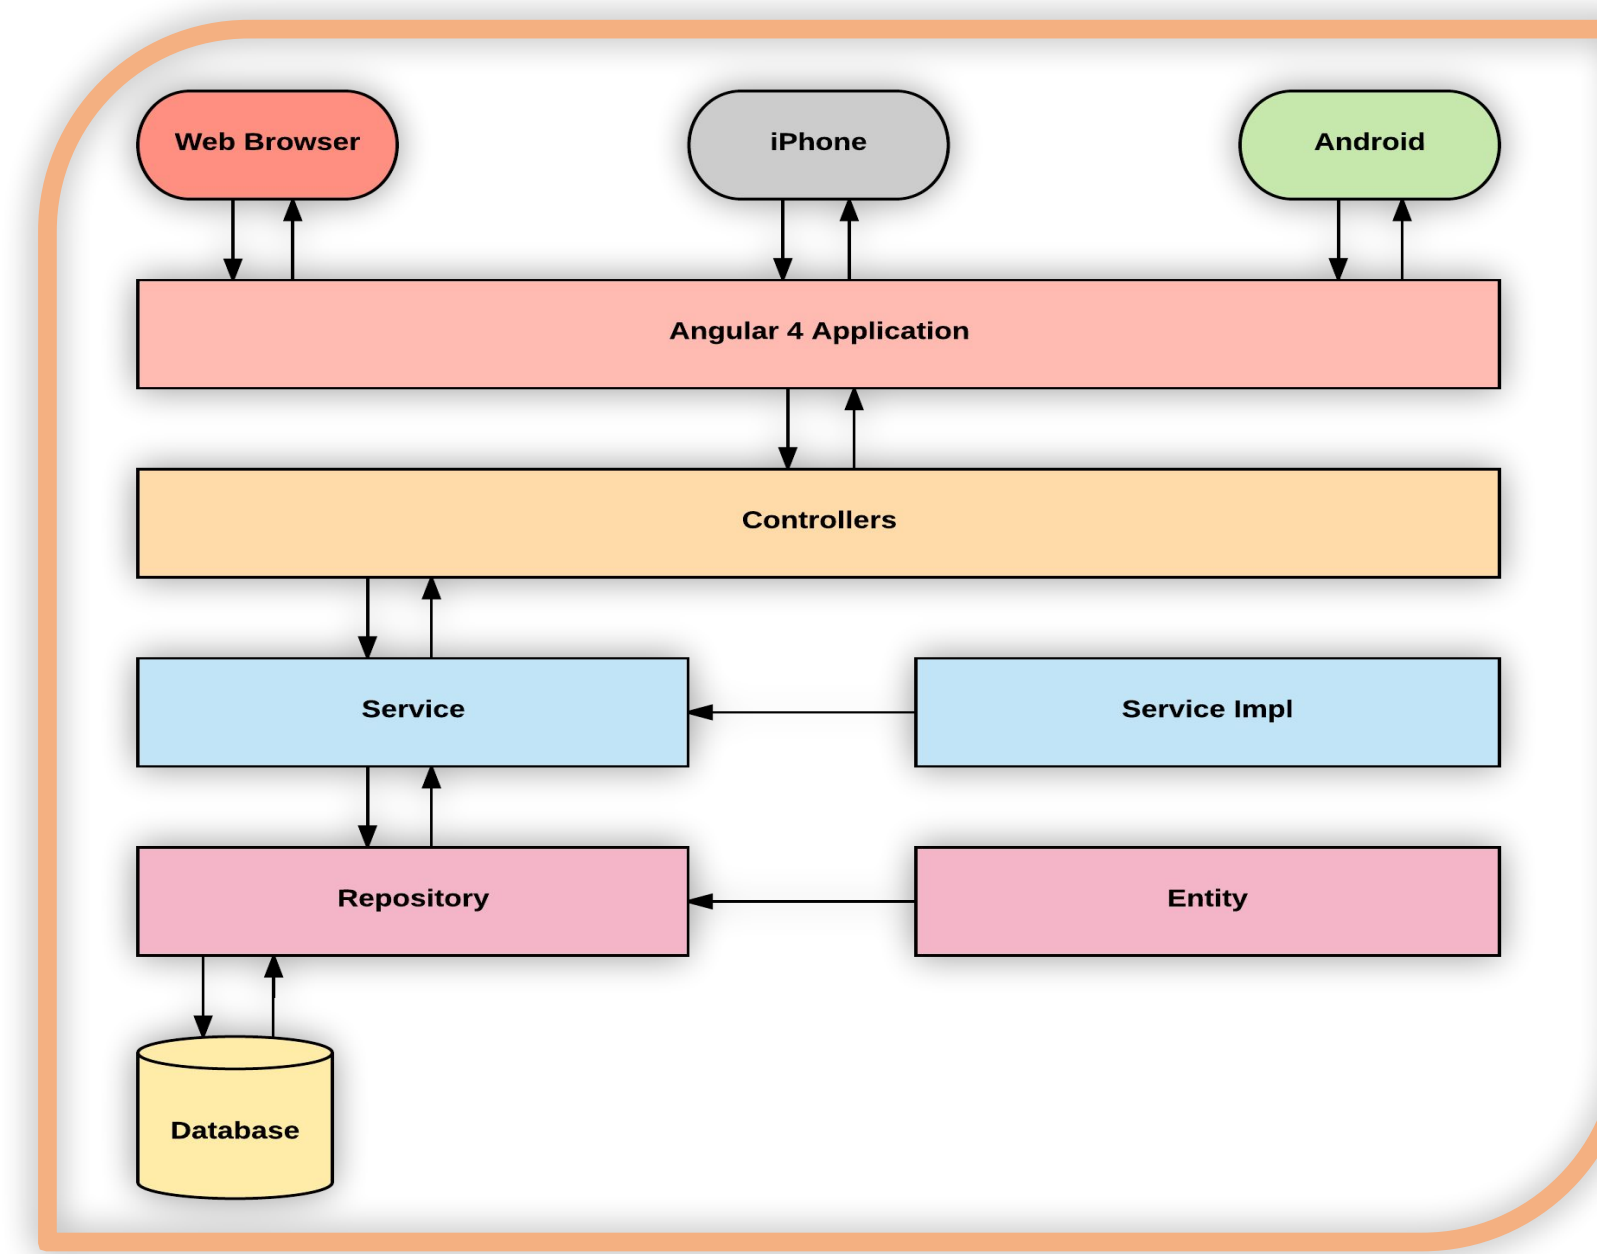 Web Browser
iPhone
Android
Angular 4 Application
Controllers
Service
Service Impl
Repository
Entity
Database